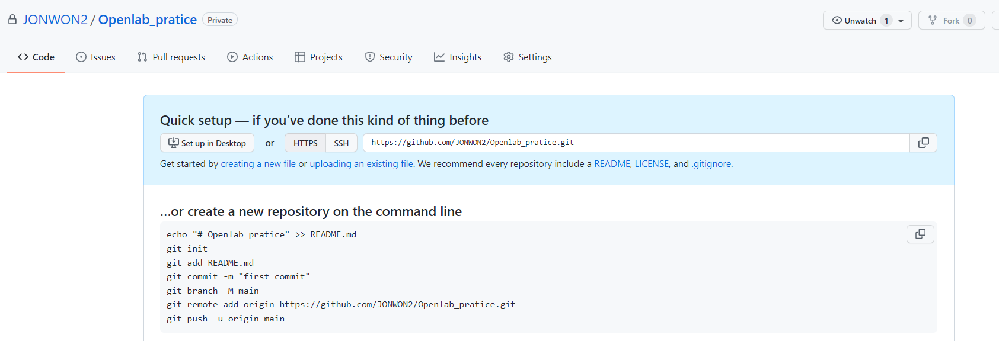 JONWON2 / Openlab_pratice Private
Unwatch 1 Fork 0
Code Issues Pull requests Actions Projects Security Insights Settings
Quick setup — if you’ve done this kind of thing before
Set up in Desktop or HTTPS SSH https://github.com/JONWON2/Openlab_pratice.git
Get started by creating a new file or uploading an existing file. We recommend every repository include a README, LICENSE, and .gitignore.
…or create a new repository on the command line
echo "# Openlab_pratice" >> README.md
git init
git add README.md
git commit -m "first commit"
git branch -M main
git remote add origin https://github.com/JONWON2/Openlab_pratice.git
git push -u origin main